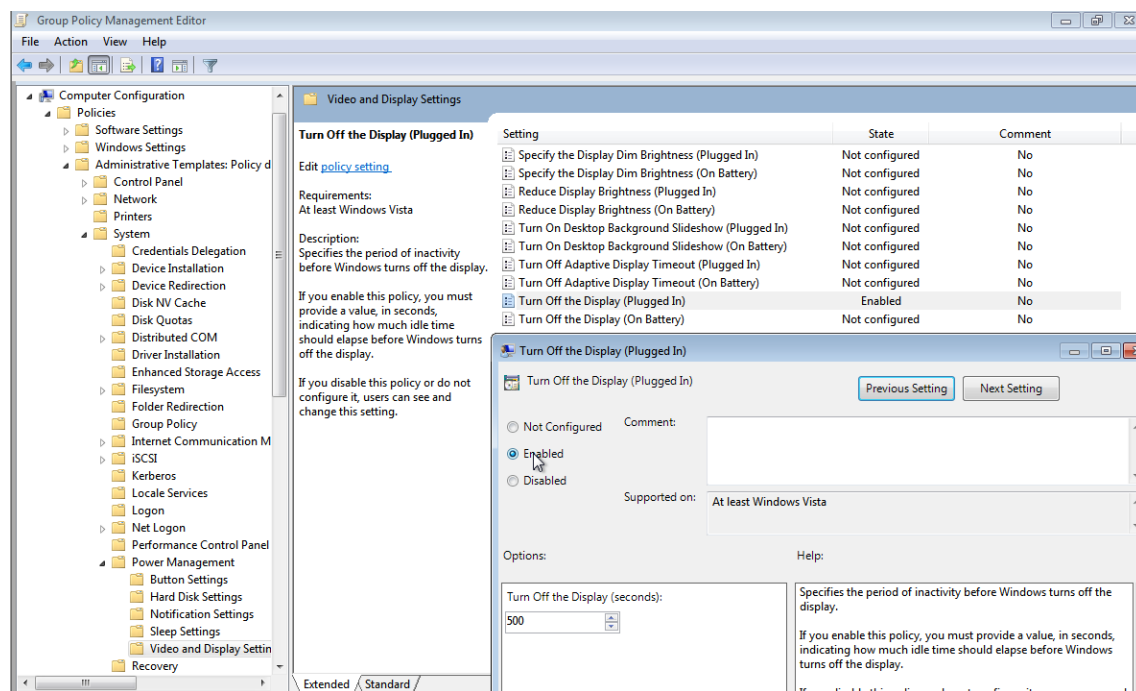 Group Policy Management Editor
File Action View Help
Computer Configuration
Policies
Software Settings
Windows Settings
Administrative Templates: Policy d
Control Panel
Network
Printers
System
Credentials Delegation
Device Installation
Device Redirection
Disk NV Cache
Disk Quotas
Distributed COM
Driver Installation
Enhanced Storage Access
Filesystem
Folder Redirection
Group Policy
Internet Communication M
iSCSI
Kerberos
Locale Services
Logon
Net Logon
Performance Control Panel
Power Management
Button Settings
Hard Disk Settings
Notification Settings
Sleep Settings
Video and Display Settin
Recovery
Video and Display Settings
Turn Off the Display (Plugged In)
Edit policy setting
Requirements:
At least Windows Vista
Description:
Specifies the period of inactivity
before Windows turns off the display.
If you enable this policy, you must
provide a value, in seconds,
indicating how much idle time
should elapse before Windows turns
off the display.
If you disable this policy or do not
configure it, users can see and
change this setting.
Extended Standard
Setting State Comment
Specify the Display Dim Brightness (Plugged In) Not configured No
Specify the Display Dim Brightness (On Battery) Not configured No
Reduce Display Brightness (Plugged In) Not configured No
Reduce Display Brightness (On Battery) Not configured No
Turn On Desktop Background Slideshow (Plugged In) Not configured No
Turn On Desktop Background Slideshow (On Battery) Not configured No
Turn Off Adaptive Display Timeout (Plugged In) Not configured No
Turn Off Adaptive Display Timeout (On Battery) Not configured No
Turn Off the Display (Plugged In) Enabled No
Turn Off the Display (On Battery) Not configured No
Turn Off the Display (Plugged In)
Turn Off the Display (Plugged In)
Previous Setting Next Setting
Not Configured
Enabled
Disabled
Comment:
Supported on: At least Windows Vista
Options: Help:
Turn Off the Display (seconds):
500
Specifies the period of inactivity before Windows turns off the
display.
If you enable this policy, you must provide a value, in seconds,
indicating how much idle time should elapse before Windows
turns off the display.